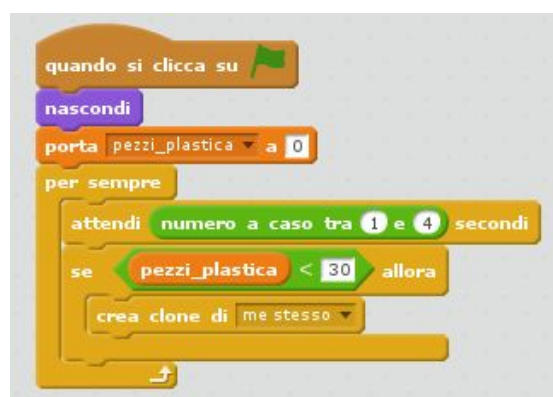 quando si clicca su
nascondi
porta pezzi_plastica a 0
per sempre
attendi numero a caso tra 1 e 4 secondi
se pezzi_plastica < 30 allora
crea clone di me stesso